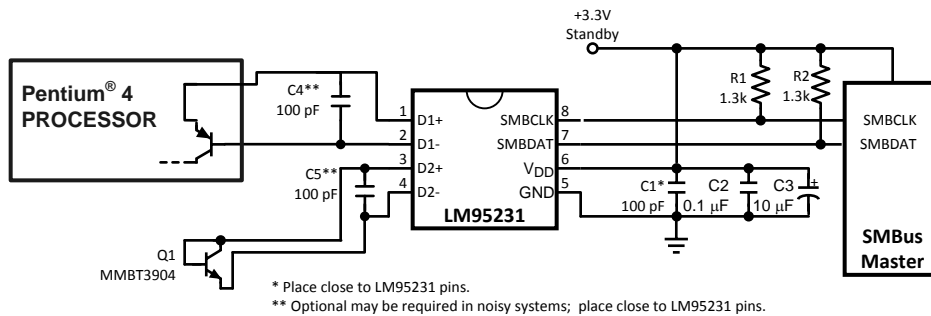 +3.3V
Standby
Pentium® 4
PROCESSOR
C4**
100 pF
R1
1.3k
R2
1.3k
1
D1+
SMBCLK
8
SMBCLK
2
D1-
SMBDAT
7
SMBDAT
3
D2+
VDD
6
4
D2-
GND
5
C5**
100 pF
LM95231
C1*
100 pF
C2
0.1 µF
C3
10 µF
+
SMBus
Master
Q1
MMBT3904
* Place close to LM95231 pins.
** Optional may be required in noisy systems; place close to LM95231 pins.